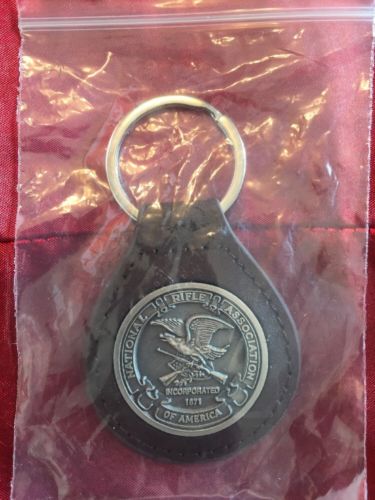 NATIONAL RIFLE ASSOCIATION
INCORPORATED
1871
OF AMERICA